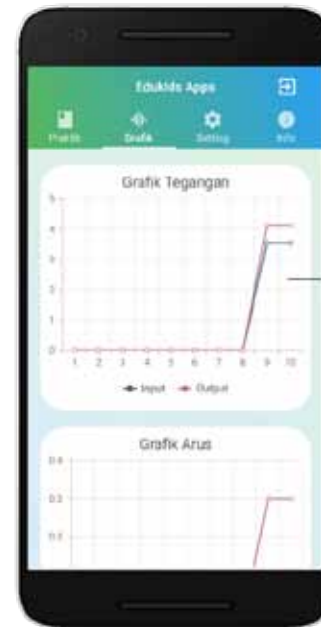 Edukids Apps
Praktik Grafik Setting Info
Grafik Tegangan
5
4
3
2
1
0
1 2 3 4 5 6 7 8 9 10
Input Output
Grafik Arus
0.4
0.3
0.2